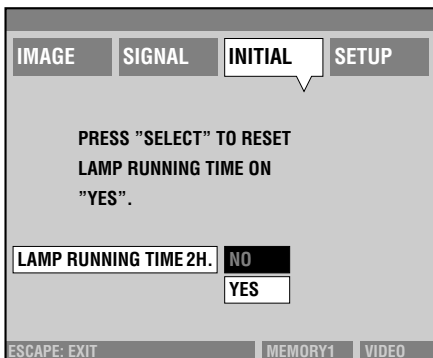 IMAGE SIGNAL INITIAL SETUP
PRESS ”SELECT” TO RESET
LAMP RUNNING TIME ON
”YES”.
LAMP RUNNING TIME 2H. NO
YES
ESCAPE: EXIT MEMORY1 VIDEO